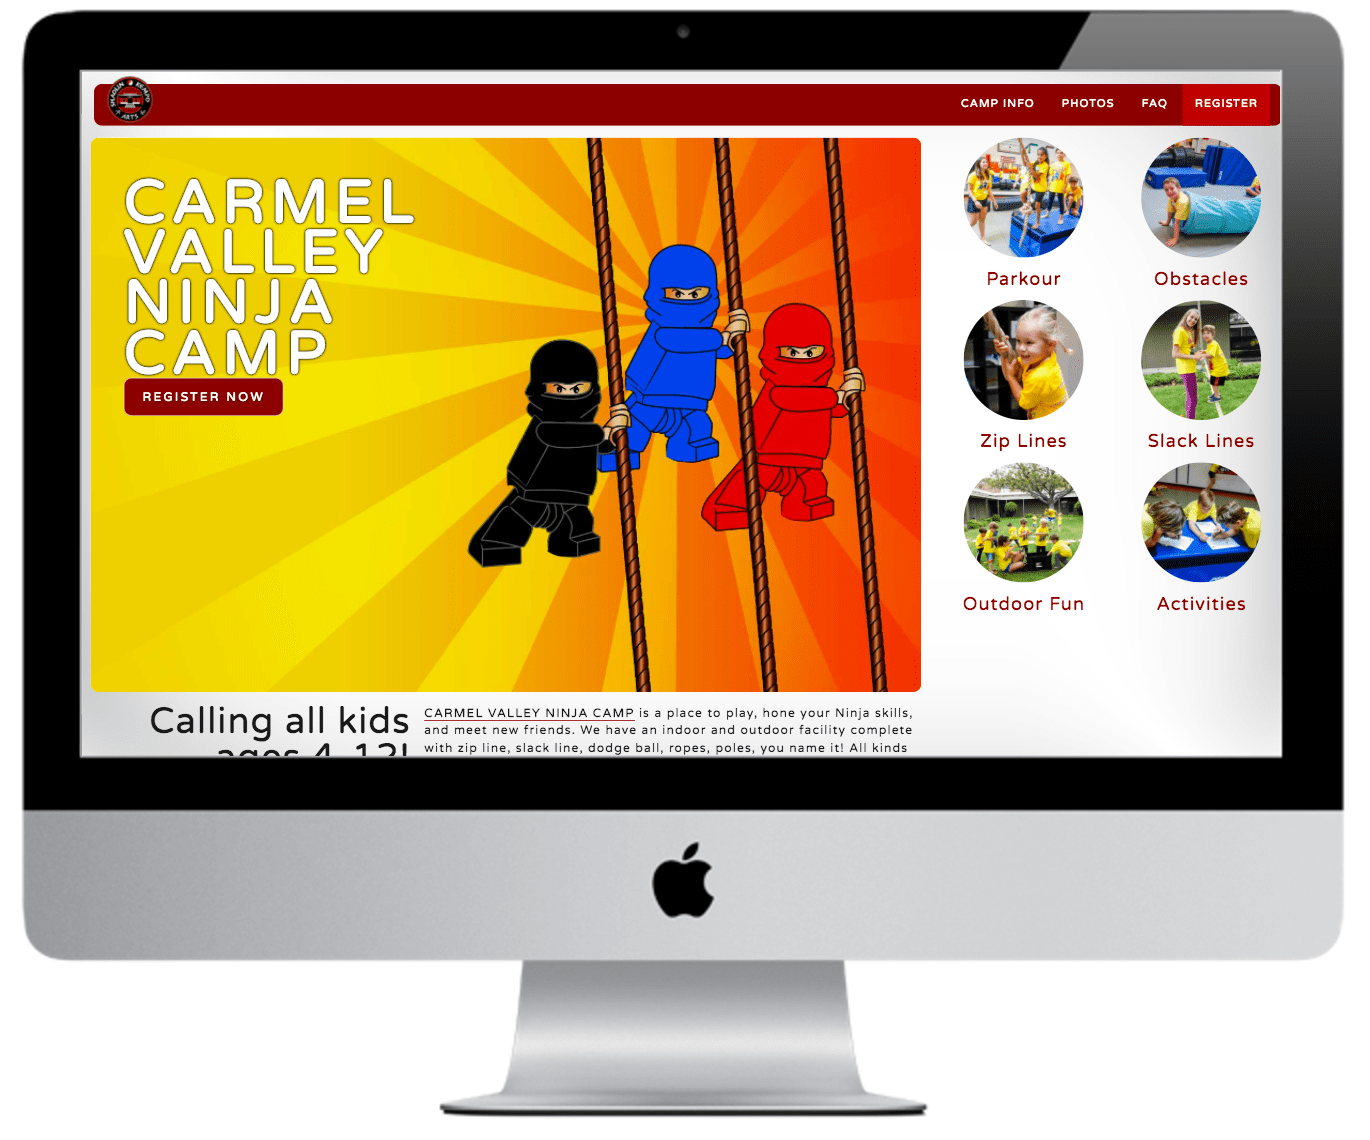 SHAOLIN KEMPO
ARTS
CAMP INFO PHOTOS FAQ REGISTER
CARMEL
VALLEY
NINJA
CAMP
REGISTER NOW
Parkour
Obstacles
Zip Lines
Slack Lines
Outdoor Fun
Activities
Calling all kids
ages 4-12!
CARMEL VALLEY NINJA CAMP is a place to play, hone your Ninja skills,
and meet new friends. We have an indoor and outdoor facility complete
with zip line, slack line, dodge ball, ropes, poles, you name it! All kinds